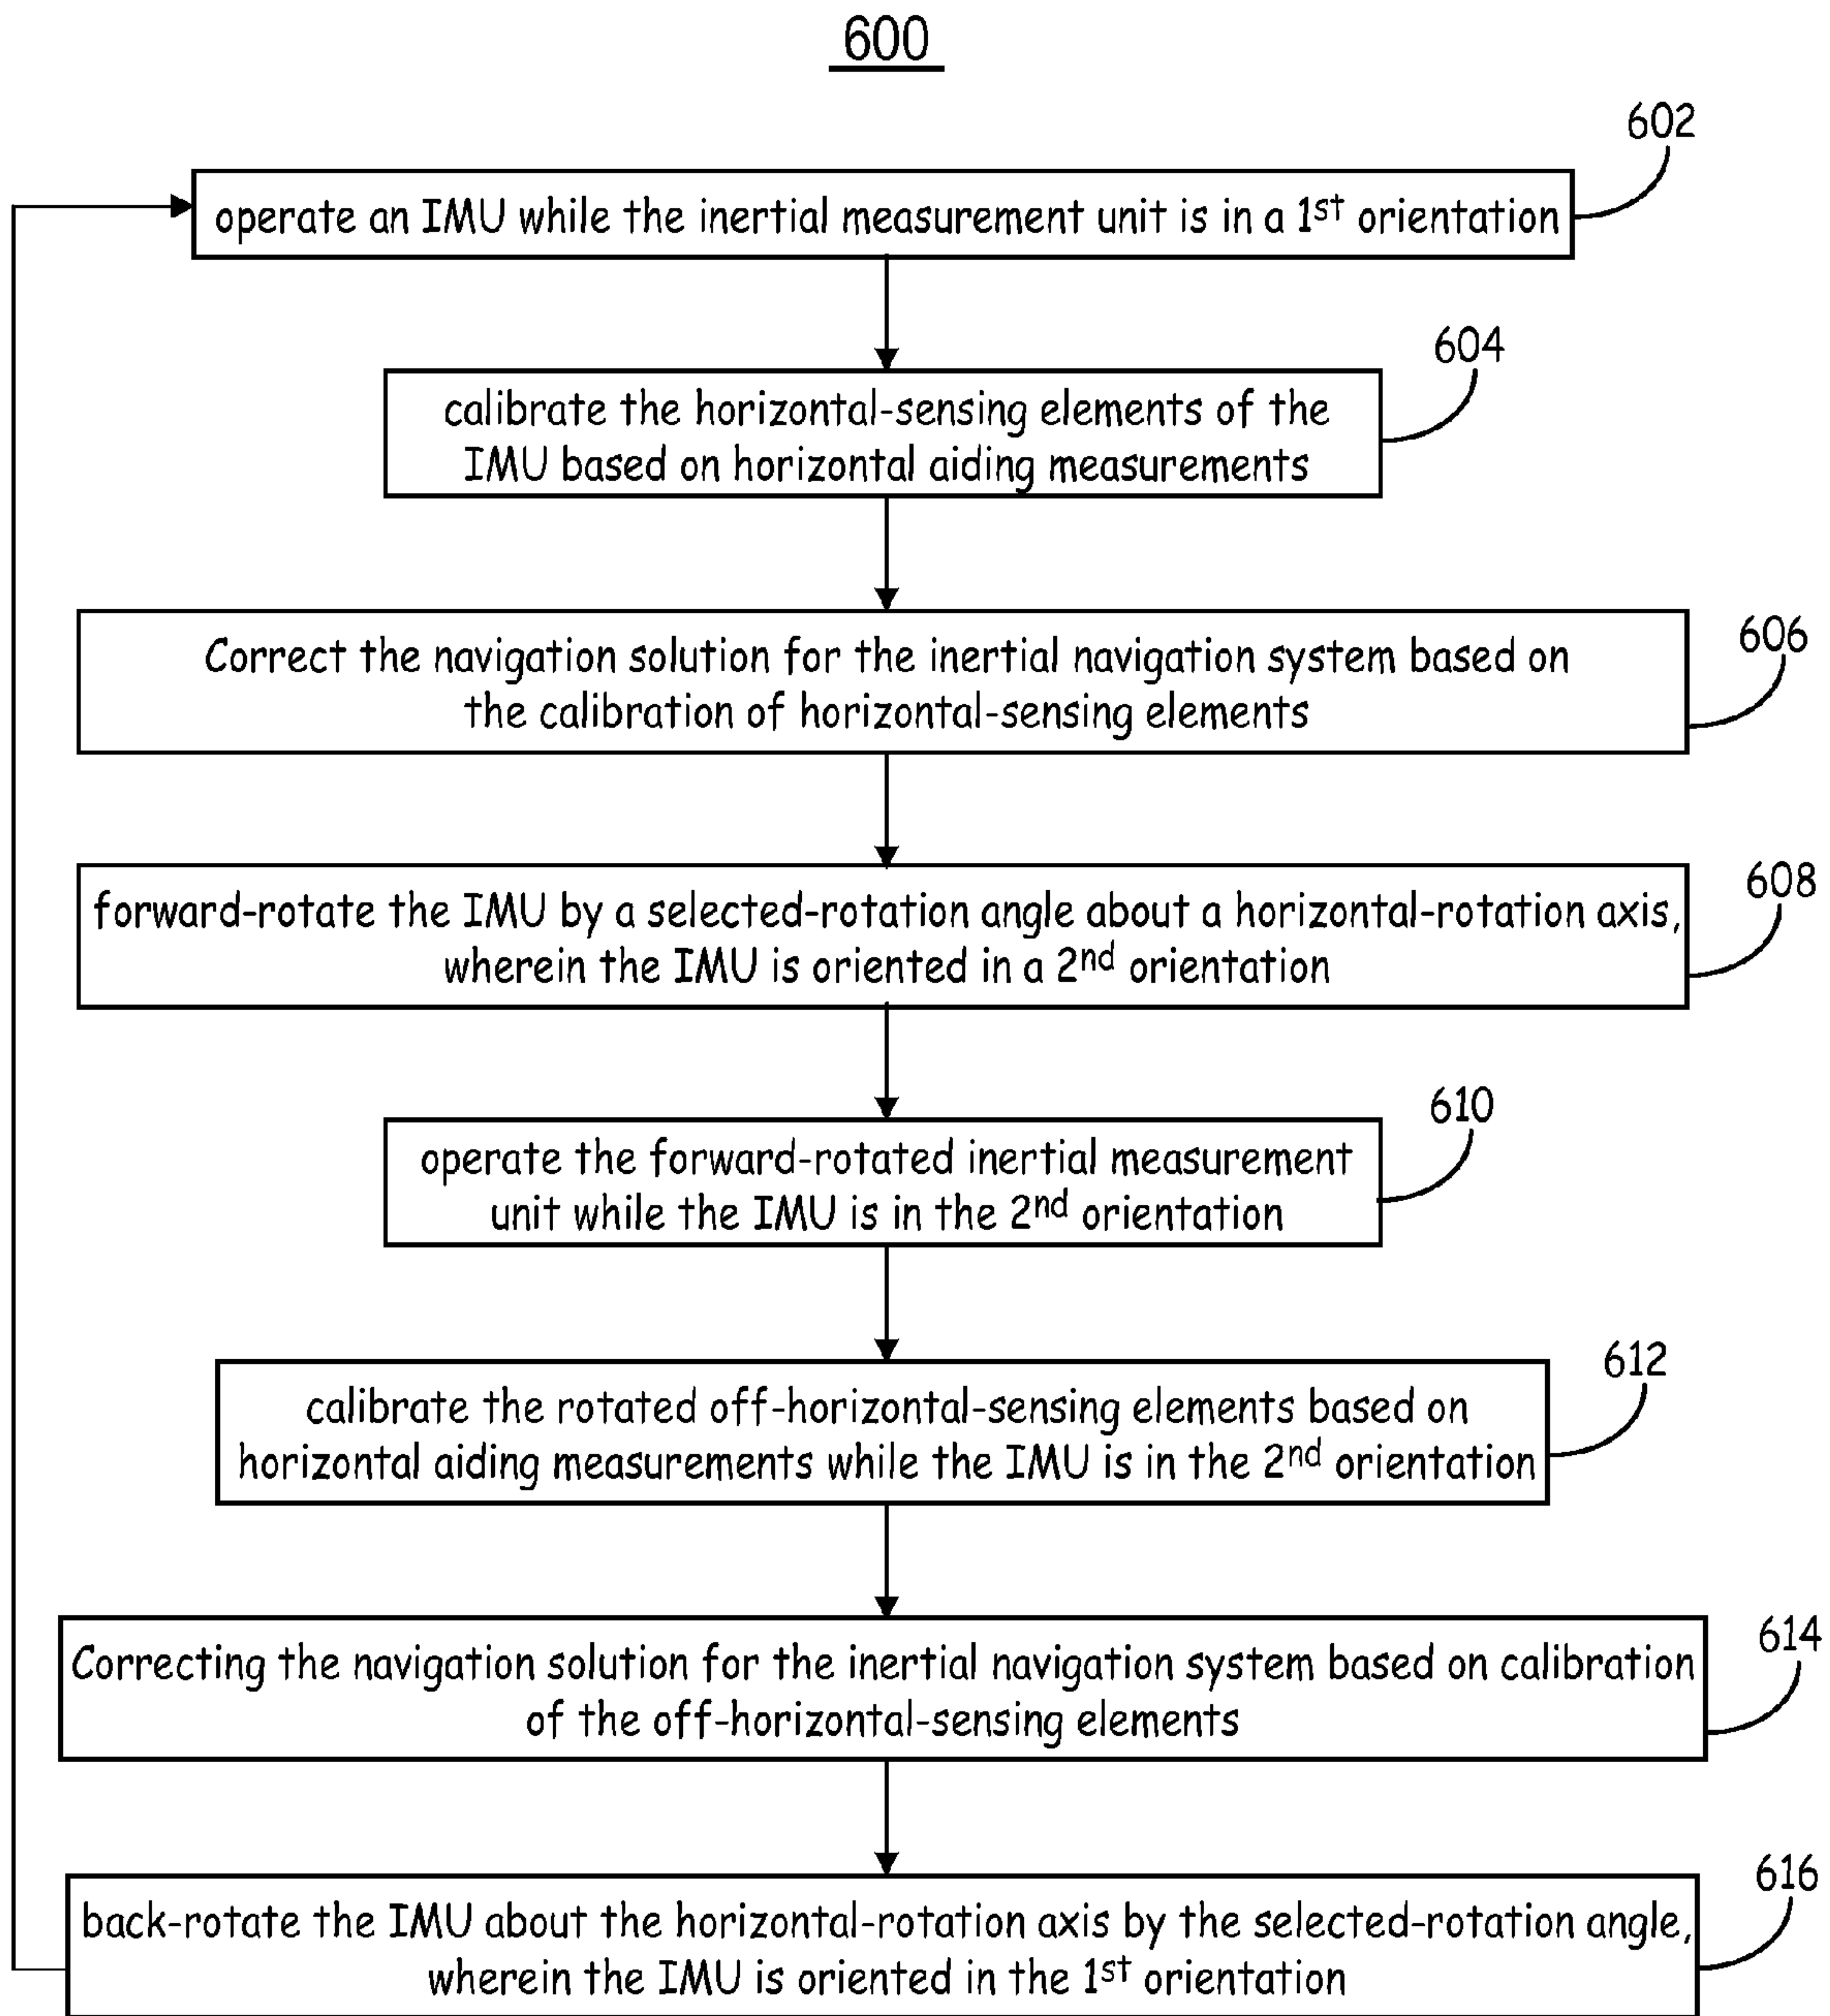 600
602
operate an IMU while the inertial measurement unit is in a 1st orientation
604
calibrate the horizontal-sensing elements of the
IMU based on horizontal aiding measurements
606
Correct the navigation solution for the inertial navigation system based on
the calibration of horizontal-sensing elements
608
forward-rotate the IMU by a selected-rotation angle about a horizontal-rotation axis,
wherein the IMU is oriented in a 2nd orientation
610
operate the forward-rotated inertial measurement
unit while the IMU is in the 2nd orientation
612
calibrate the rotated off-horizontal-sensing elements based on
horizontal aiding measurements while the IMU is in the 2nd orientation
614
Correcting the navigation solution for the inertial navigation system based on calibration
of the off-horizontal-sensing elements
616
back-rotate the IMU about the horizontal-rotation axis by the selected-rotation angle,
wherein the IMU is oriented in the 1st orientation